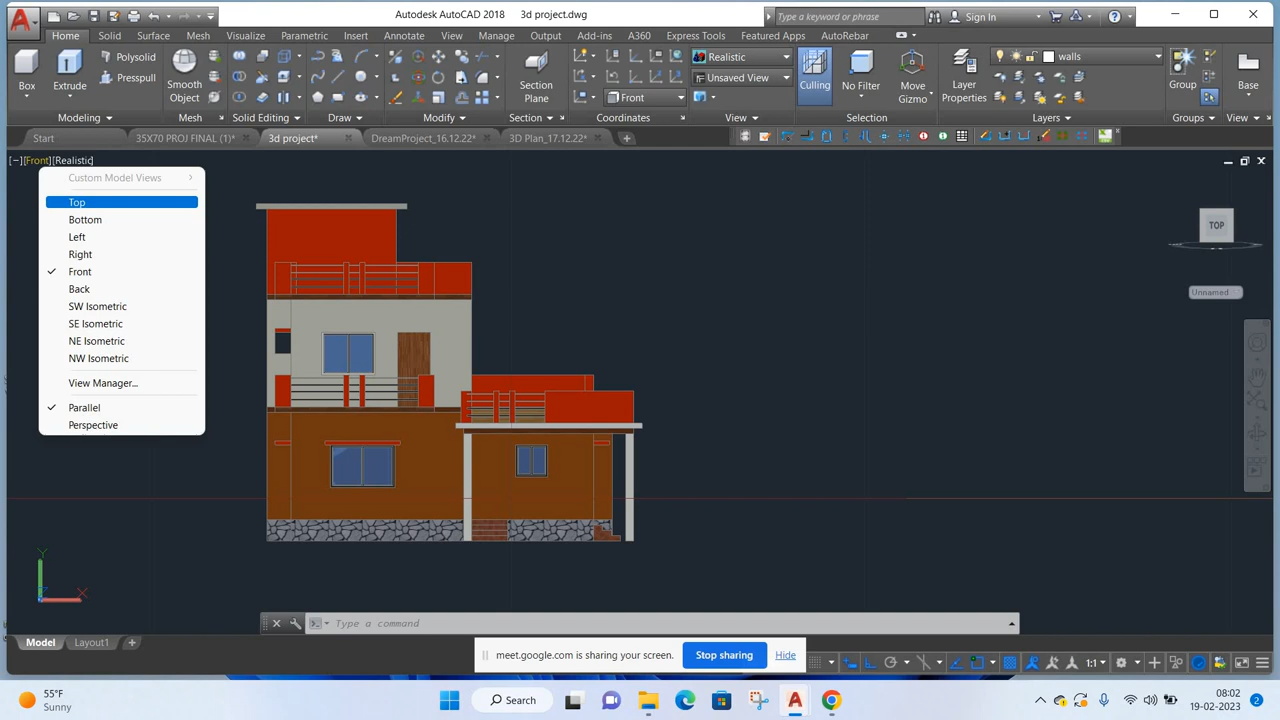 Autodesk AutoCAD 2018 3d project.dwg
Type a keyword or phrase
Sign In
Home Solid Surface Mesh Visualize Parametric Insert Annotate View Manage Output Add-ins A360 Express Tools Featured Apps AutoRebar
Polysolid
Presspull
Realistic
Unsaved View
Front
walls
Box
Extrude
Smooth
Object
Section
Plane
Culling
No Filter
Move
Gizmo
Layer
Properties
Group
Base
Modeling Mesh Solid Editing Draw Modify Section Coordinates View Selection Layers Groups View
Start 35X70 PROJ FINAL (1)* 3d project* DreamProject_16.12.22* 3D Plan_17.12.22*
[−][Front][Realistic]
Custom Model Views
Top
Bottom
Left
Right
Front
Back
SW Isometric
SE Isometric
NE Isometric
NW Isometric
View Manager...
Parallel
Perspective
TOP
Unnamed
Y
X
Z
Type a command
Model Layout1
meet.google.com is sharing your screen. Stop sharing Hide
1:1
55°F
Sunny
Search
08:02
19-02-2023
2